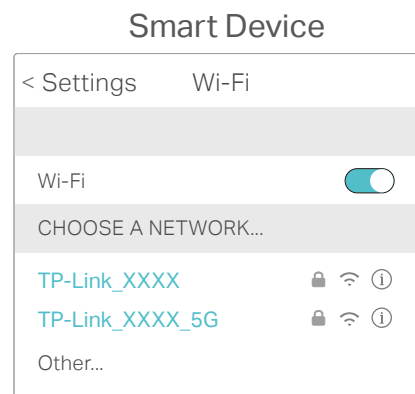 Smart Device
< Settings Wi-Fi
Wi-Fi
CHOOSE A NETWORK...
TP-Link_XXXX
TP-Link_XXXX_5G
Other...